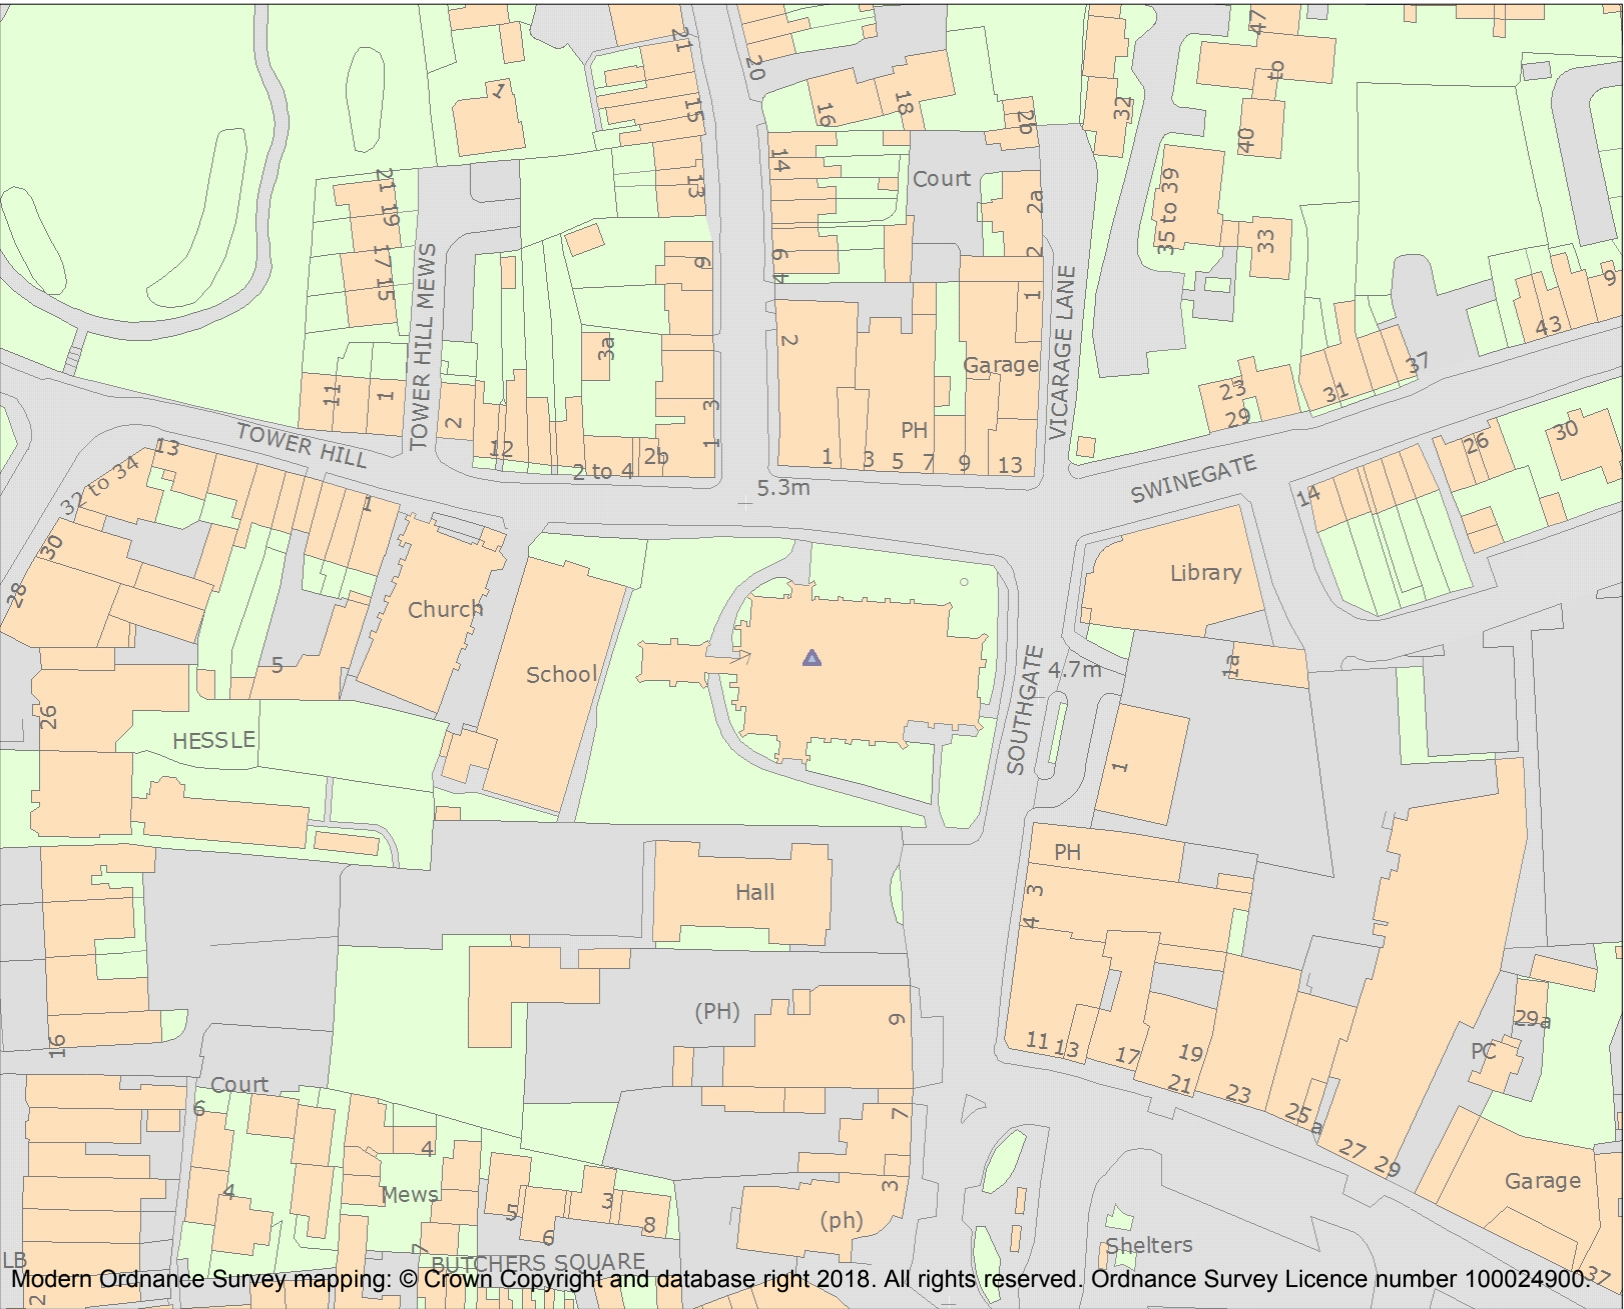 21
20
47
to
1
15
16
18
2b
32
40
14
Court
13
21
19
2a
35 to 39
33
17
15
9
6
4
2
9
1
43
TOWER HILL MEWS
VICARAGE LANE
2
3a
Garage
37
11
1
23
31
29
3
2
12
1
PH
30
26
TOWER HILL
13
2 to 4
2b
1
3
5
7
9
13
32 to 34
5.3m
SWINEGATE
14
1
30
28
Church
Library
5
School
1a
SOUTHGATE
4.7m
26
HESSLE
1
PH
Hall
3
4
(PH)
9
16
11
13
17
19
21
23
25
a
27
29
29a
PC
Court
6
7
4
4
Mews
3
5
6
3
8
(ph)
Garage
7
BUTCHERS SQUARE
Shelters
LB
2
37
Modern Ordnance Survey mapping: © Crown Copyright and database right 2018. All rights reserved. Ordnance Survey Licence number 100024900.